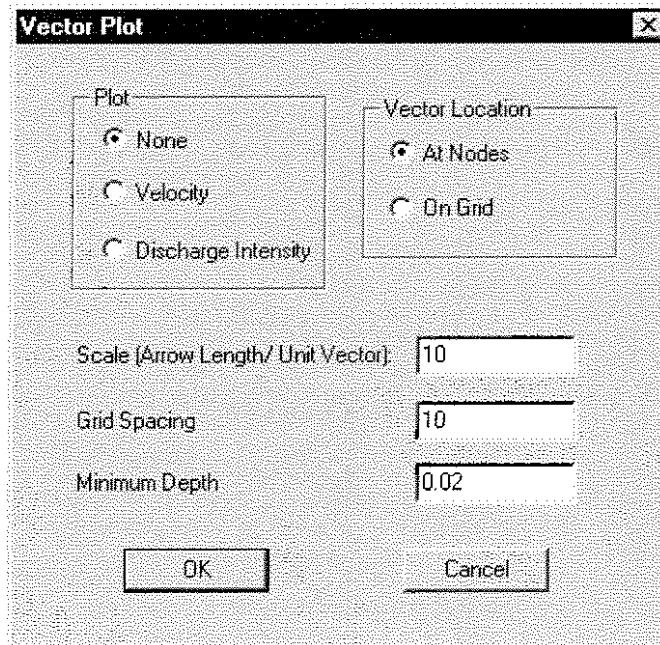 Vector Plot
Plot
None
Velocity
Discharge Intensity
Vector Location
At Nodes
On Grid
Scale (Arrow Length/ Unit Vector)
10
Grid Spacing
10
Minimum Depth
0.02
OK
Cancel